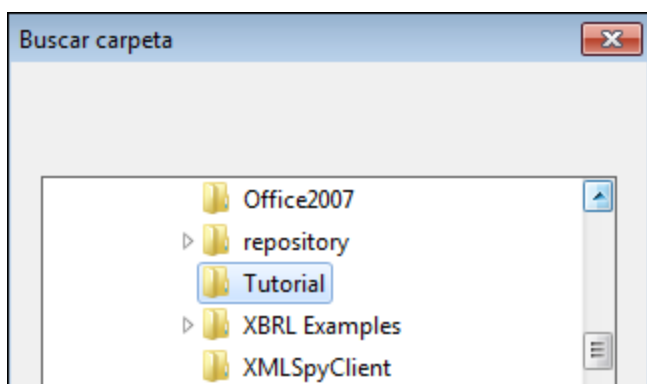 Buscar carpeta
Office2007
repository
Tutorial
XBRL Examples
XMLSpyClient